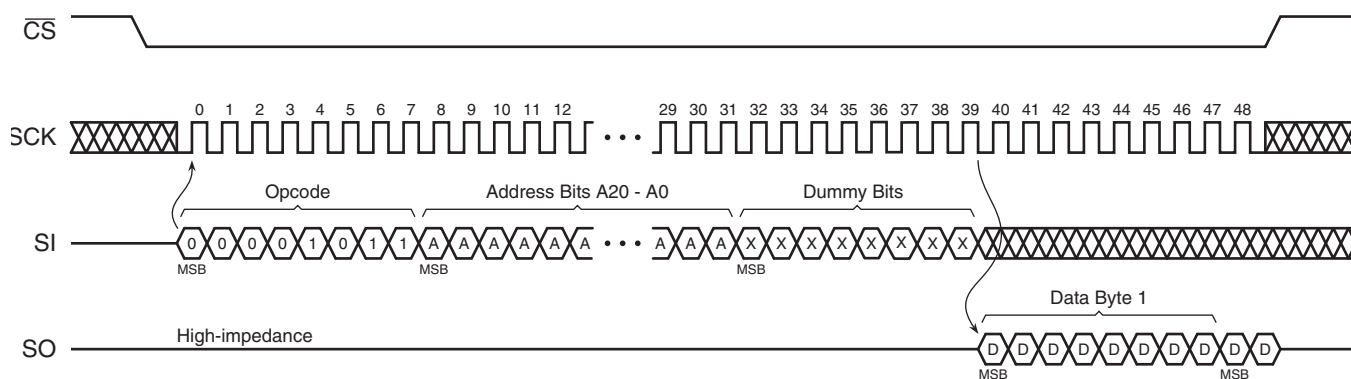 CS
0 1 2 3 4 5 6 7 8 9 10 11 12 29 30 31 32 33 34 35 36 37 38 39 40 41 42 43 44 45 46 47 48
SCK
Opcode Address Bits A20 - A0 Dummy Bits
SI 0 0 0 0 1 0 1 1 A A A A A A A A A X X X X X X X X
MSB MSB MSB
Data Byte 1
High-impedance
SO D D D D D D D D D D
MSB MSB